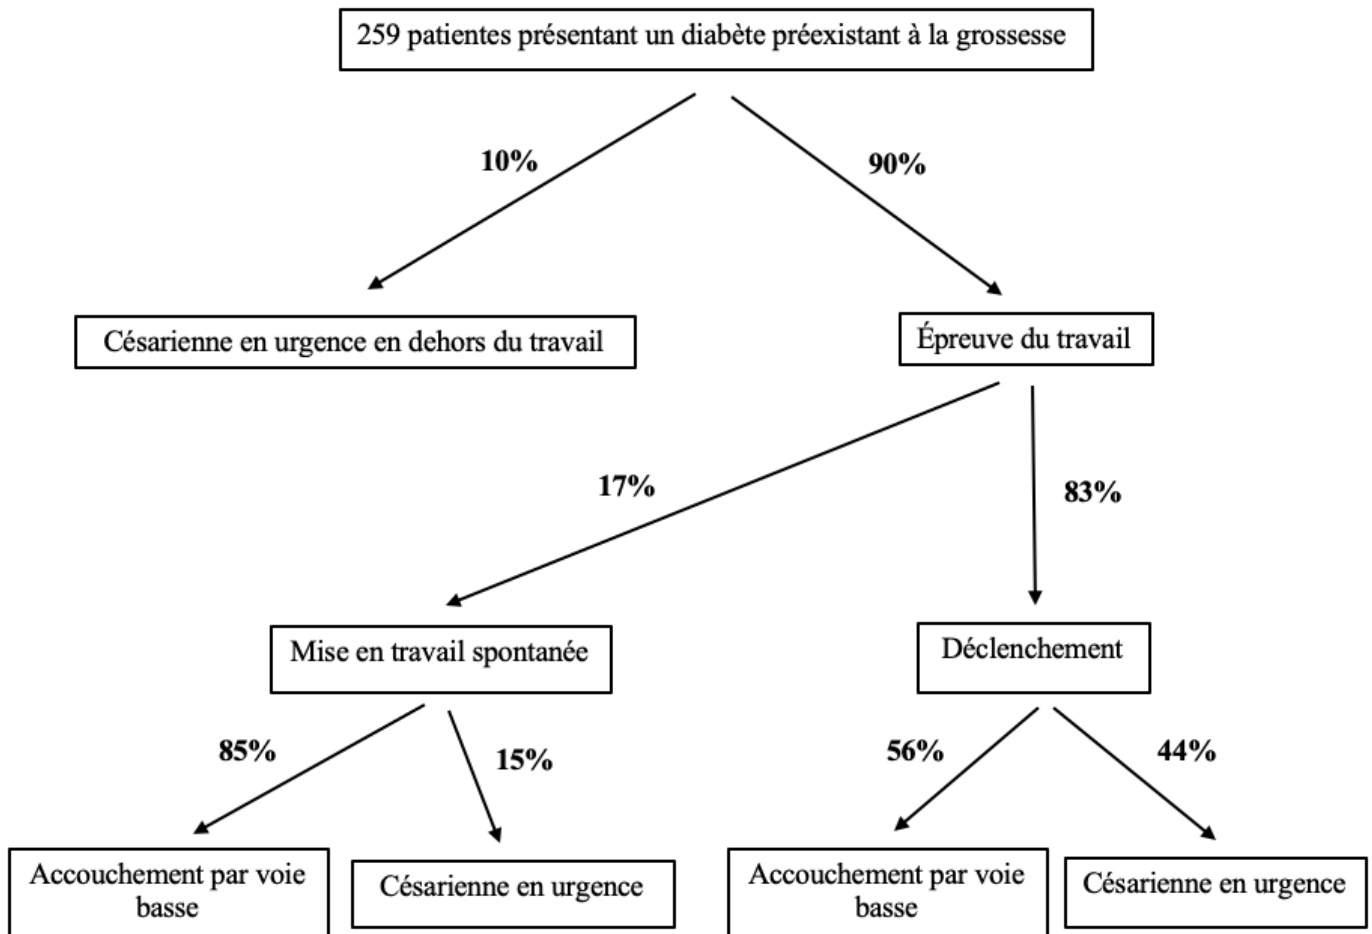 259 patientes présentant un diabète préexistant à la grossesse
10%
90%
Césarienne en urgence en dehors du travail
Épreuve du travail
17%
83%
Mise en travail spontanée
Déclenchement
85%
15%
56%
44%
Accouchement par voie
basse
Césarienne en urgence
Accouchement par voie
basse
Césarienne en urgence